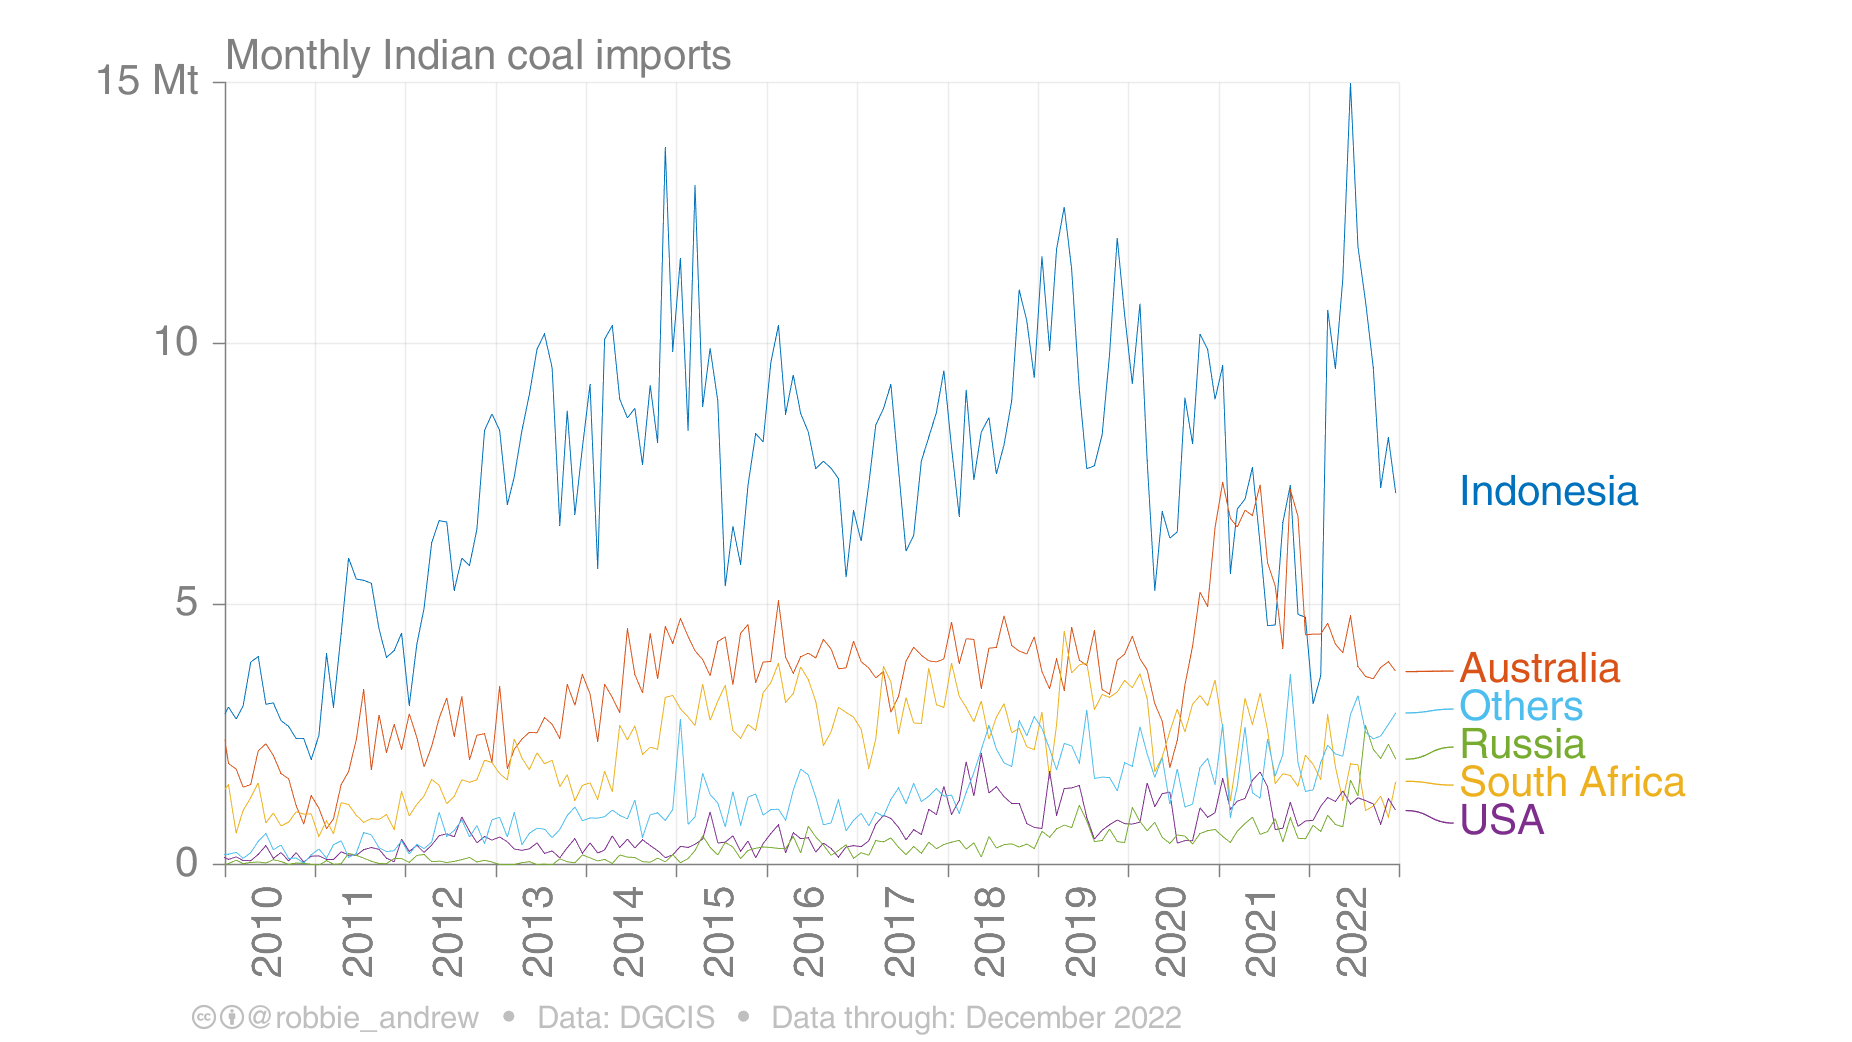 Monthly Indian coal imports
15 Mt
10
5
0
Indonesia
Australia
Others
Russia
South Africa
USA
2010 2011 2012 2013 2014 2015 2016 2017 2018 2019 2020 2021 2022
cc @robbie_andrew • Data: DGCIS • Data through: December 2022